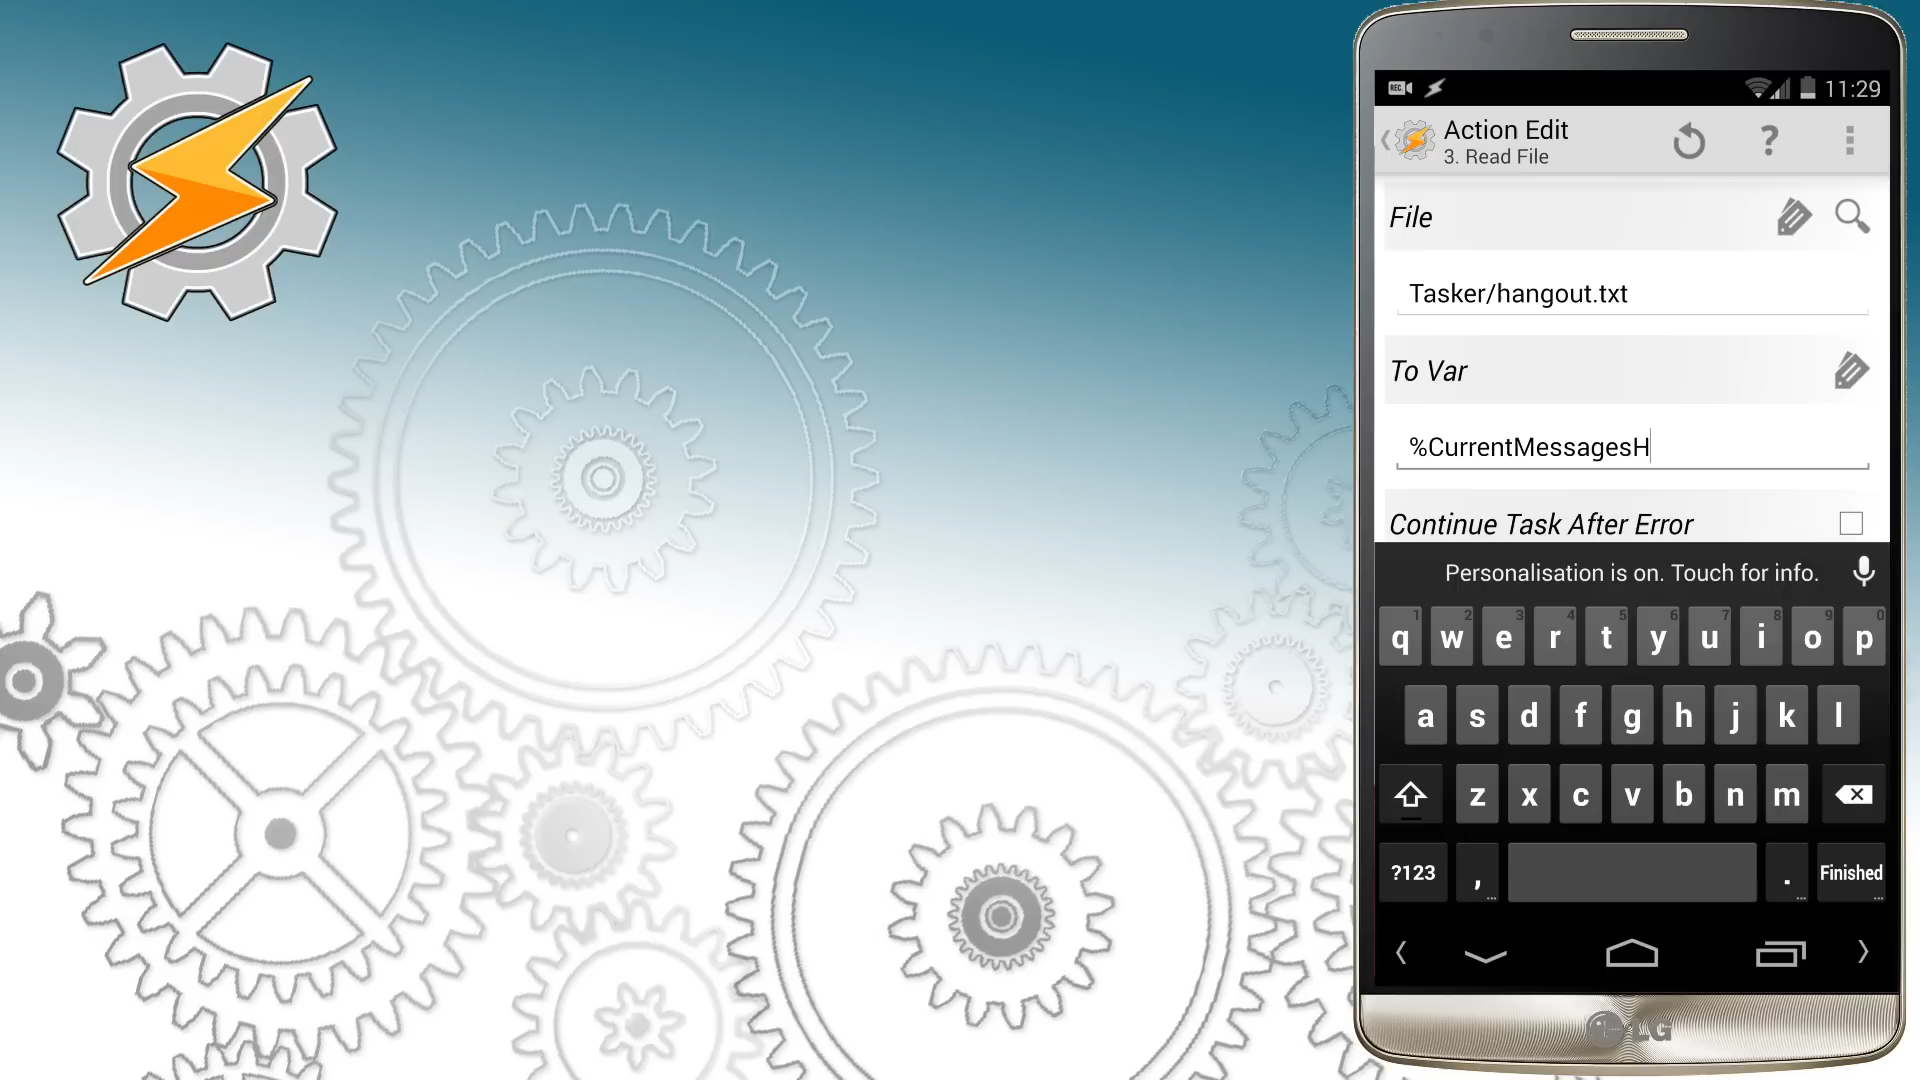 REC
11:29
Action Edit
3. Read File
?
File
Tasker/hangout.txt
To Var
%CurrentMessagesH
Continue Task After Error
Personalisation is on. Touch for info.
1 2 3 4 5 6 7 8 9 0
q w e r t y u i o p
a s d f g h j k l
z x c v b n m
?123 , . Finished
LG